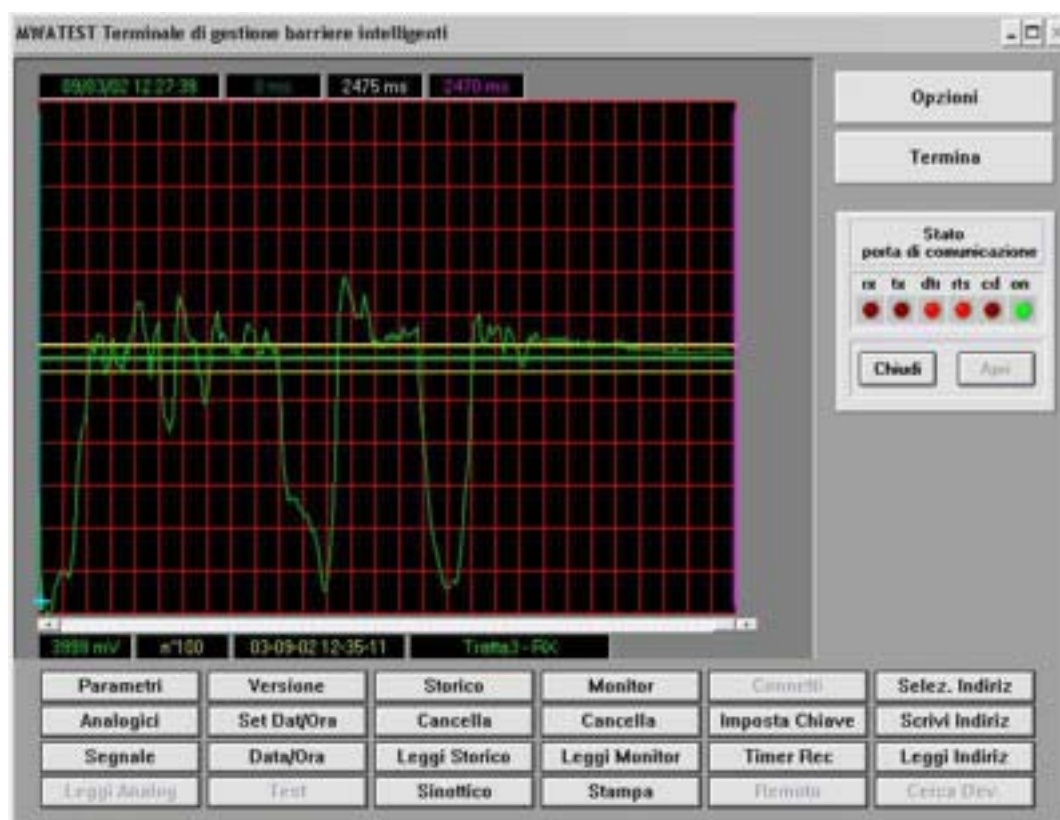 MWATEST Terminale di gestione barriere intelligenti
09/03/02 12:27:39 0 ms 2475 ms 2470 ms
Opzioni
Termina
Stato
porta di comunicazione
rx tx dtr rts cd on
Chiudi Apri
3999 mV n°100 03-09-02 12-35-11 Tratta3 - RX
Parametri Versione Storico Monitor Connetti Selez. Indiriz
Analogici Set Dat/Ora Cancella Cancella Imposta Chiave Scrivi Indiriz
Segnale Data/Ora Leggi Storico Leggi Monitor Timer Rec Leggi Indiriz
Leggi Analog Test Sinottico Stampa Remoto Cerca Dev.